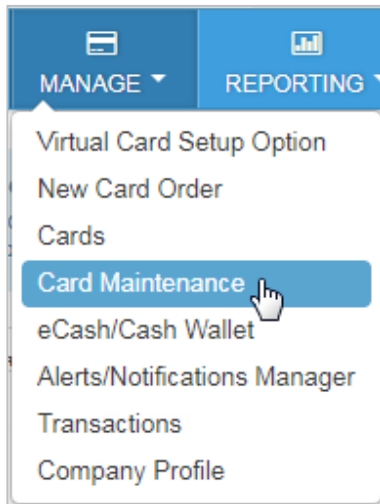 MANAGE
REPORTING
Virtual Card Setup Option
New Card Order
Cards
Card Maintenance
eCash/Cash Wallet
Alerts/Notifications Manager
Transactions
Company Profile